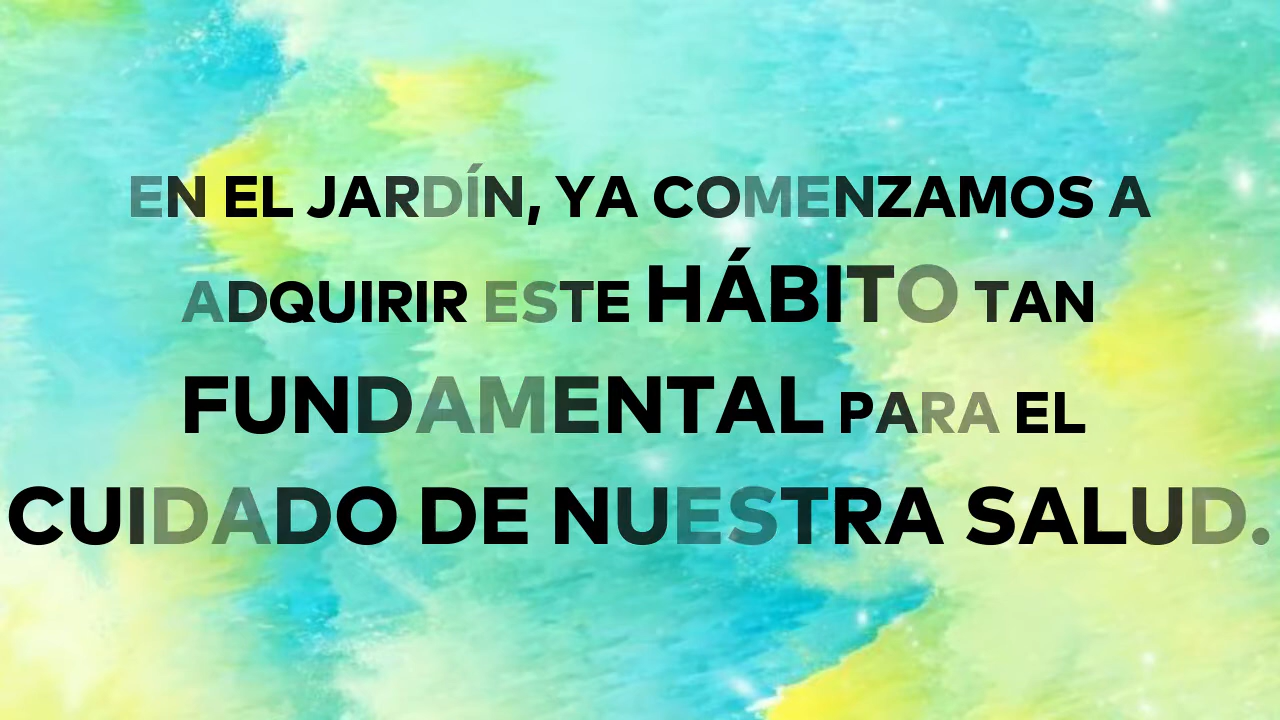 EN EL JARDÍN, YA COMENZAMOS A
ADQUIRIR ESTE HÁBITO TAN
FUNDAMENTAL PARA EL
CUIDADO DE NUESTRA SALUD.